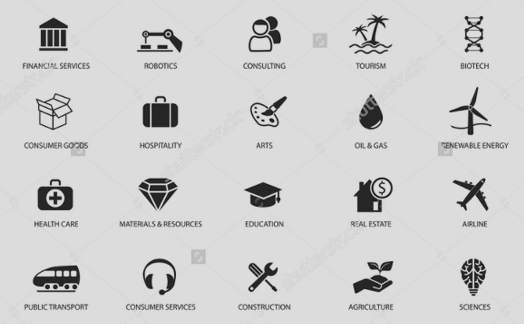 FINANCIAL SERVICES
ROBOTICS
CONSULTING
TOURISM
BIOTECH
CONSUMER GOODS
HOSPITALITY
ARTS
OIL & GAS
RENEWABLE ENERGY
HEALTH CARE
MATERIALS & RESOURCES
EDUCATION
REAL ESTATE
AIRLINE
PUBLIC TRANSPORT
CONSUMER SERVICES
CONSTRUCTION
AGRICULTURE
SCIENCES